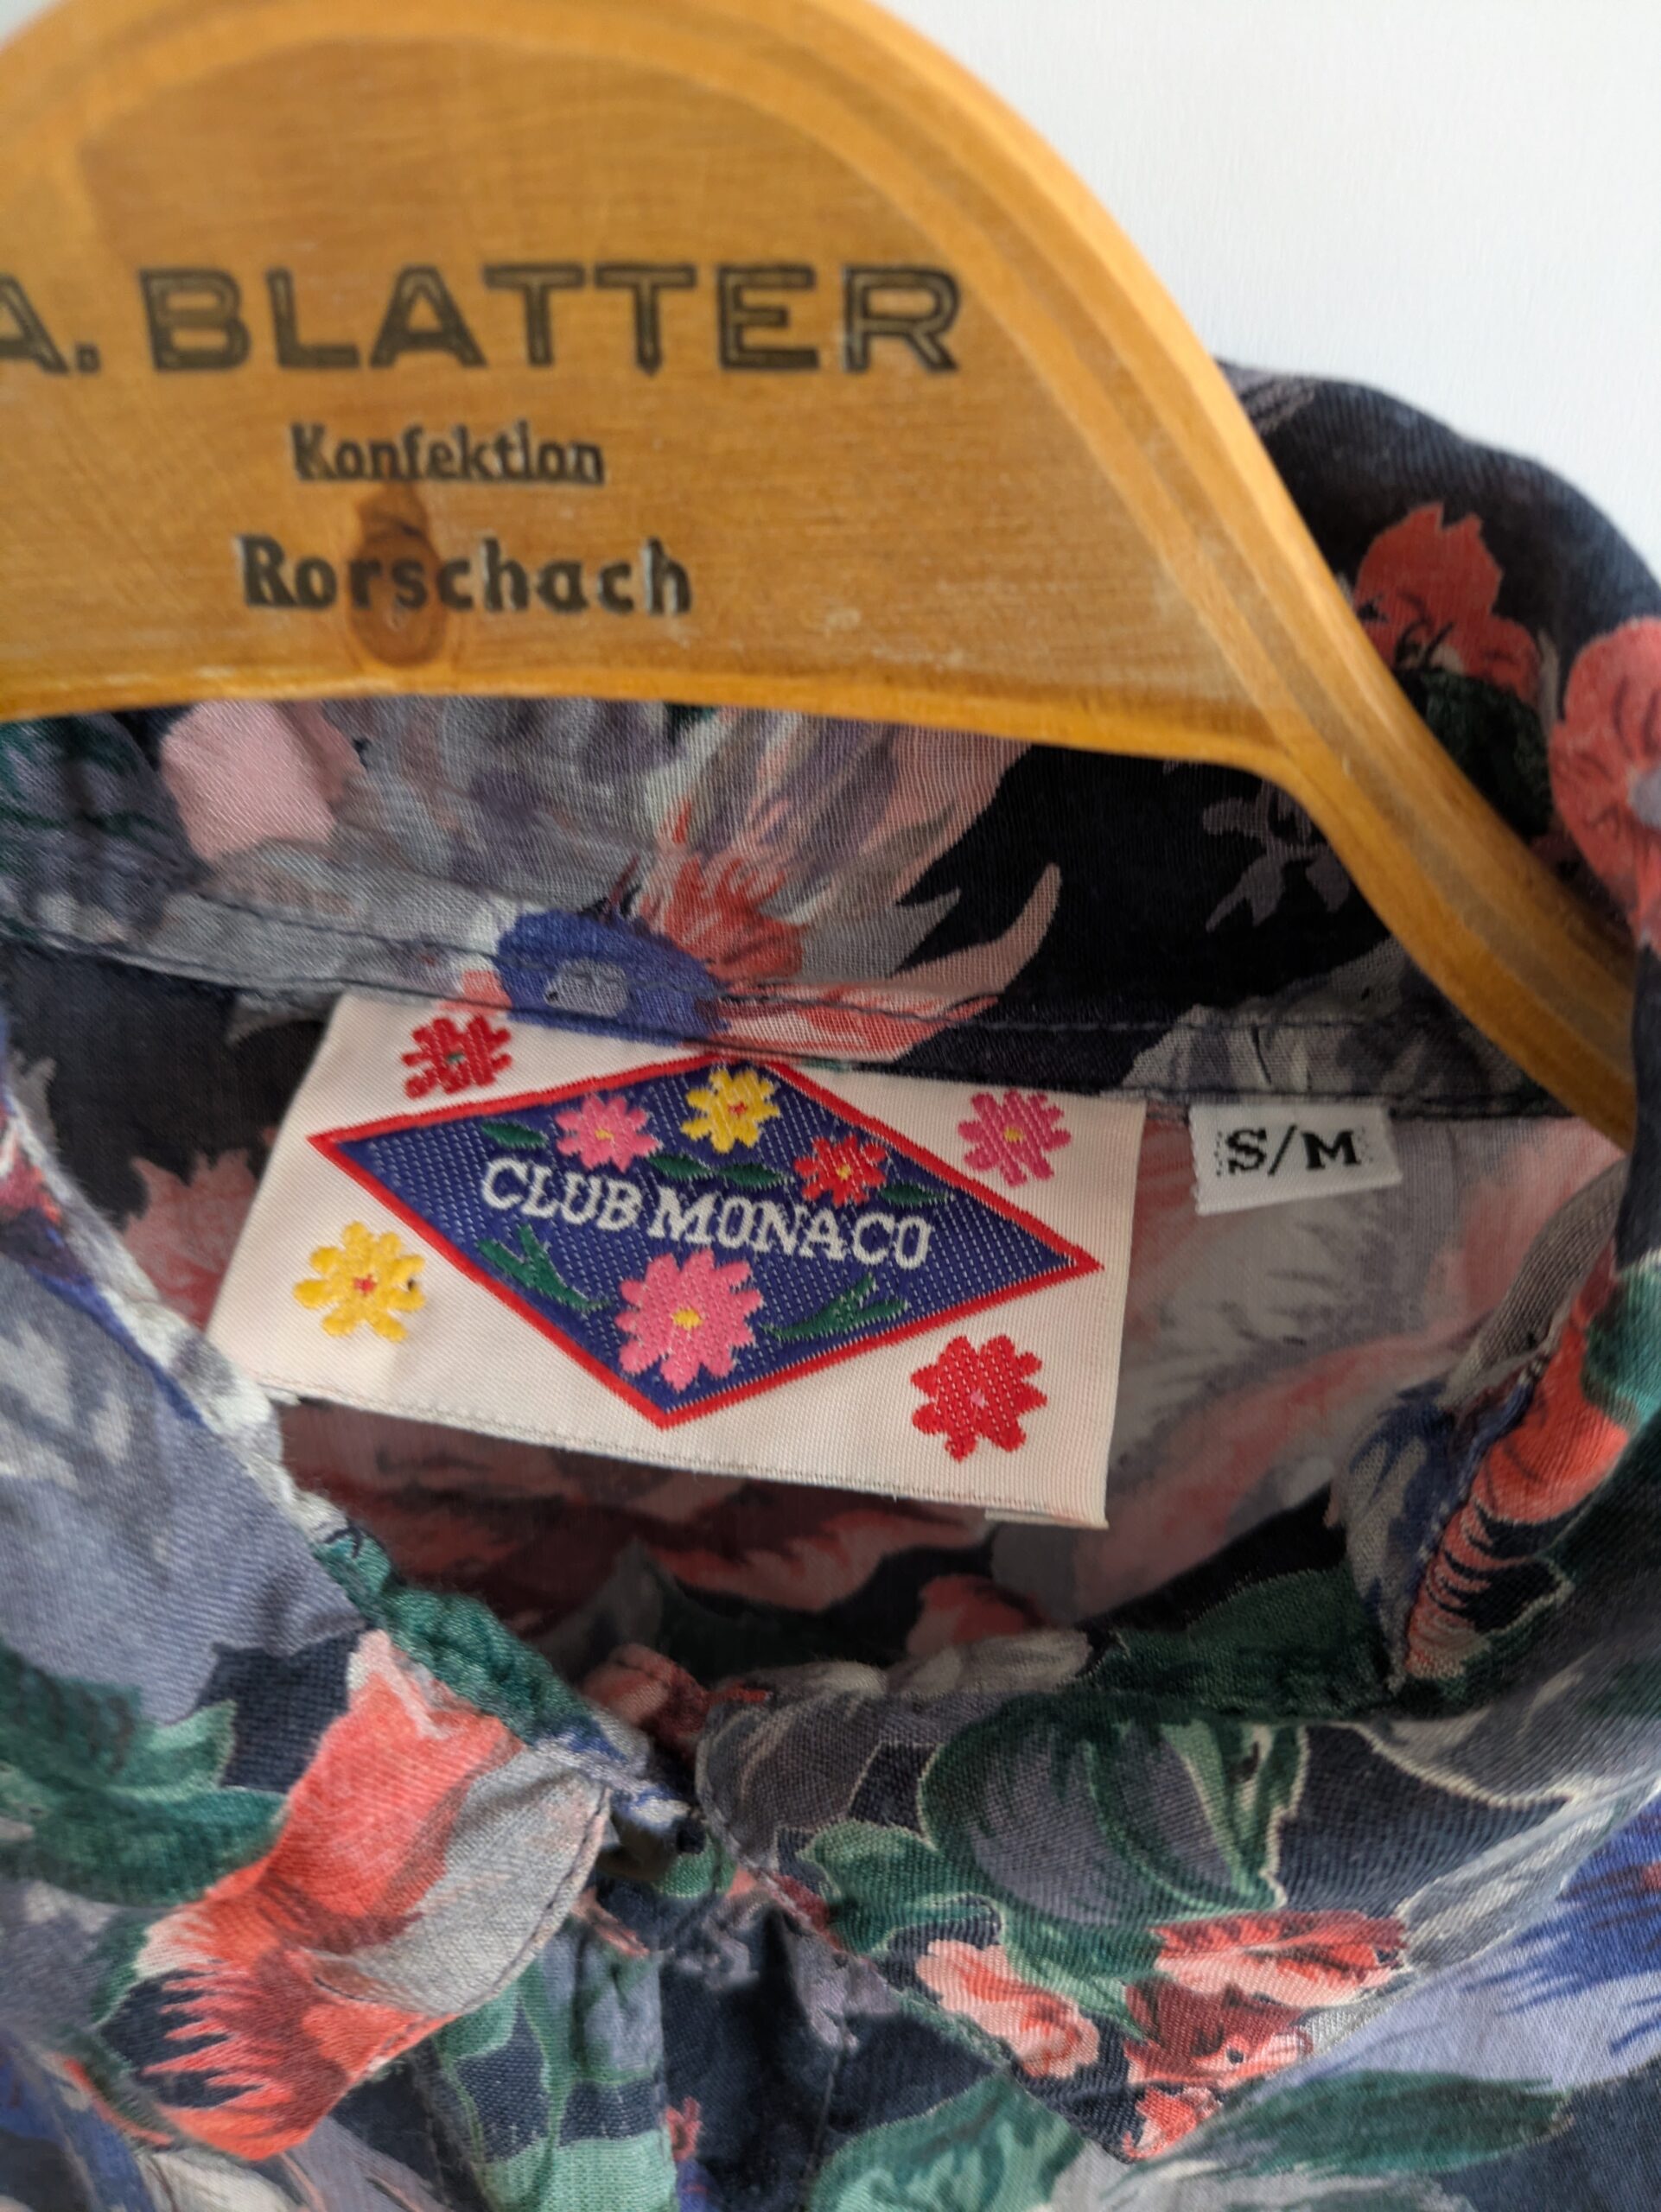 A. BLATTER
Konfektion
Rorschach
CLUB MONACO
S/M